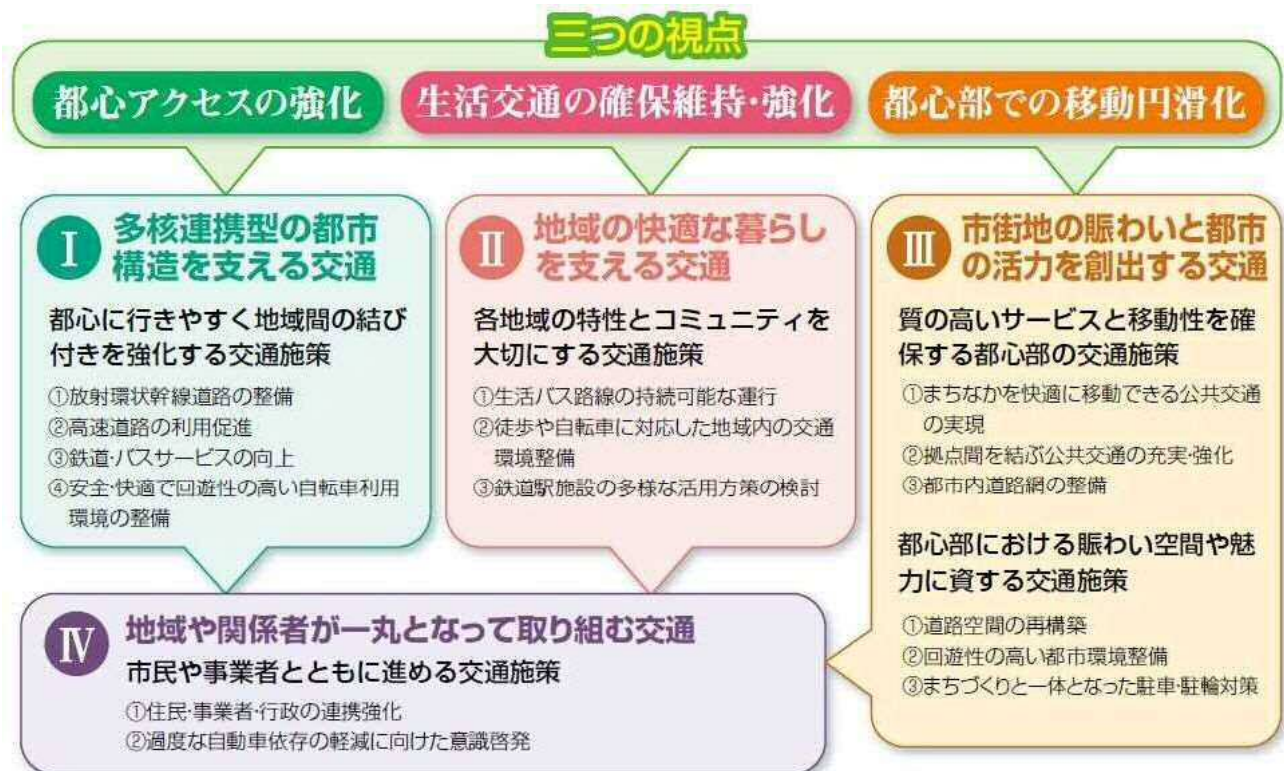 三つの視点
都心アクセスの強化
生活交通の確保維持・強化
都心部での移動円滑化
Ⅰ 多核連携型の都市
構造を支える交通
都心に行きやすく地域間の結び
付きを強化する交通施策
①放射環状幹線道路の整備
②高速道路の利用促進
③鉄道・バスサービスの向上
④安全・快適で回遊性の高い自転車利用
環境の整備
Ⅱ 地域の快適な暮らし
を支える交通
各地域の特性とコミュニティを
大切にする交通施策
①生活バス路線の持続可能な運行
②徒歩や自転車に対応した地域内の交通
環境整備
③鉄道駅施設の多様な活用方策の検討
Ⅲ 市街地の賑わいと都市
の活力を創出する交通
質の高いサービスと移動性を確
保する都心部の交通施策
①まちなかを快適に移動できる公共交通
の実現
②拠点間を結ぶ公共交通の充実・強化
③都市内道路網の整備
都心部における賑わい空間や魅
力に資する交通施策
①道路空間の再構築
②回遊性の高い都市環境整備
③まちづくりと一体となった駐車・駐輪対策
Ⅳ 地域や関係者が一丸となって取り組む交通
市民や事業者とともに進める交通施策
①住民・事業者・行政の連携強化
②過度な自動車依存の軽減に向けた意識啓発